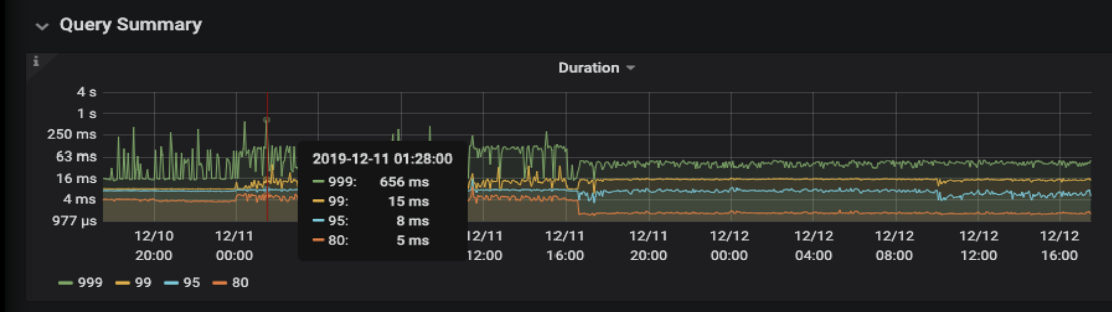 Query Summary
i
Duration
4 s
1 s
250 ms
63 ms
16 ms
4 ms
977 µs
2019-12-11 01:28:00
999: 656 ms
99: 15 ms
95: 8 ms
80: 5 ms
12/10 12/11 12/11 12/11 12/11 12/12 12/12 12/12 12/12 12/12
20:00 00:00 12:00 16:00 20:00 00:00 04:00 08:00 12:00 16:00
999 99 95 80